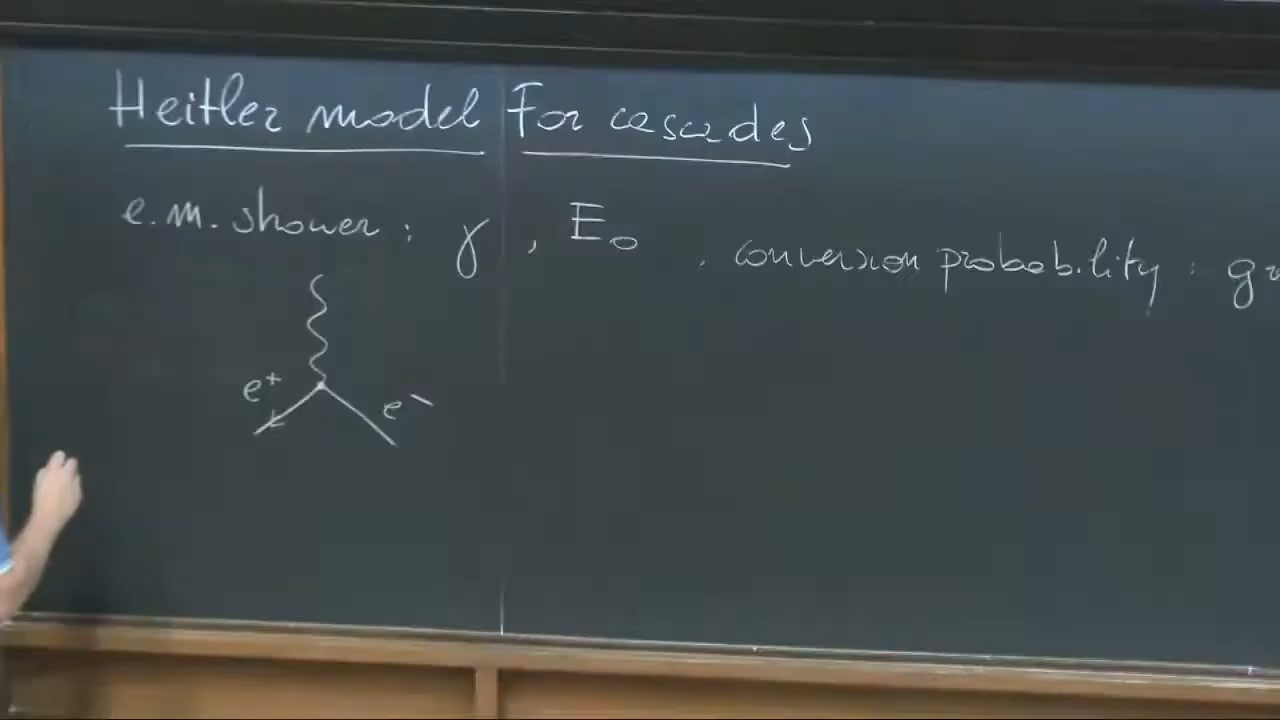 Heitler model For cascades
e.m. shower : γ , E₀ , conversion probability :
e⁺ e⁻